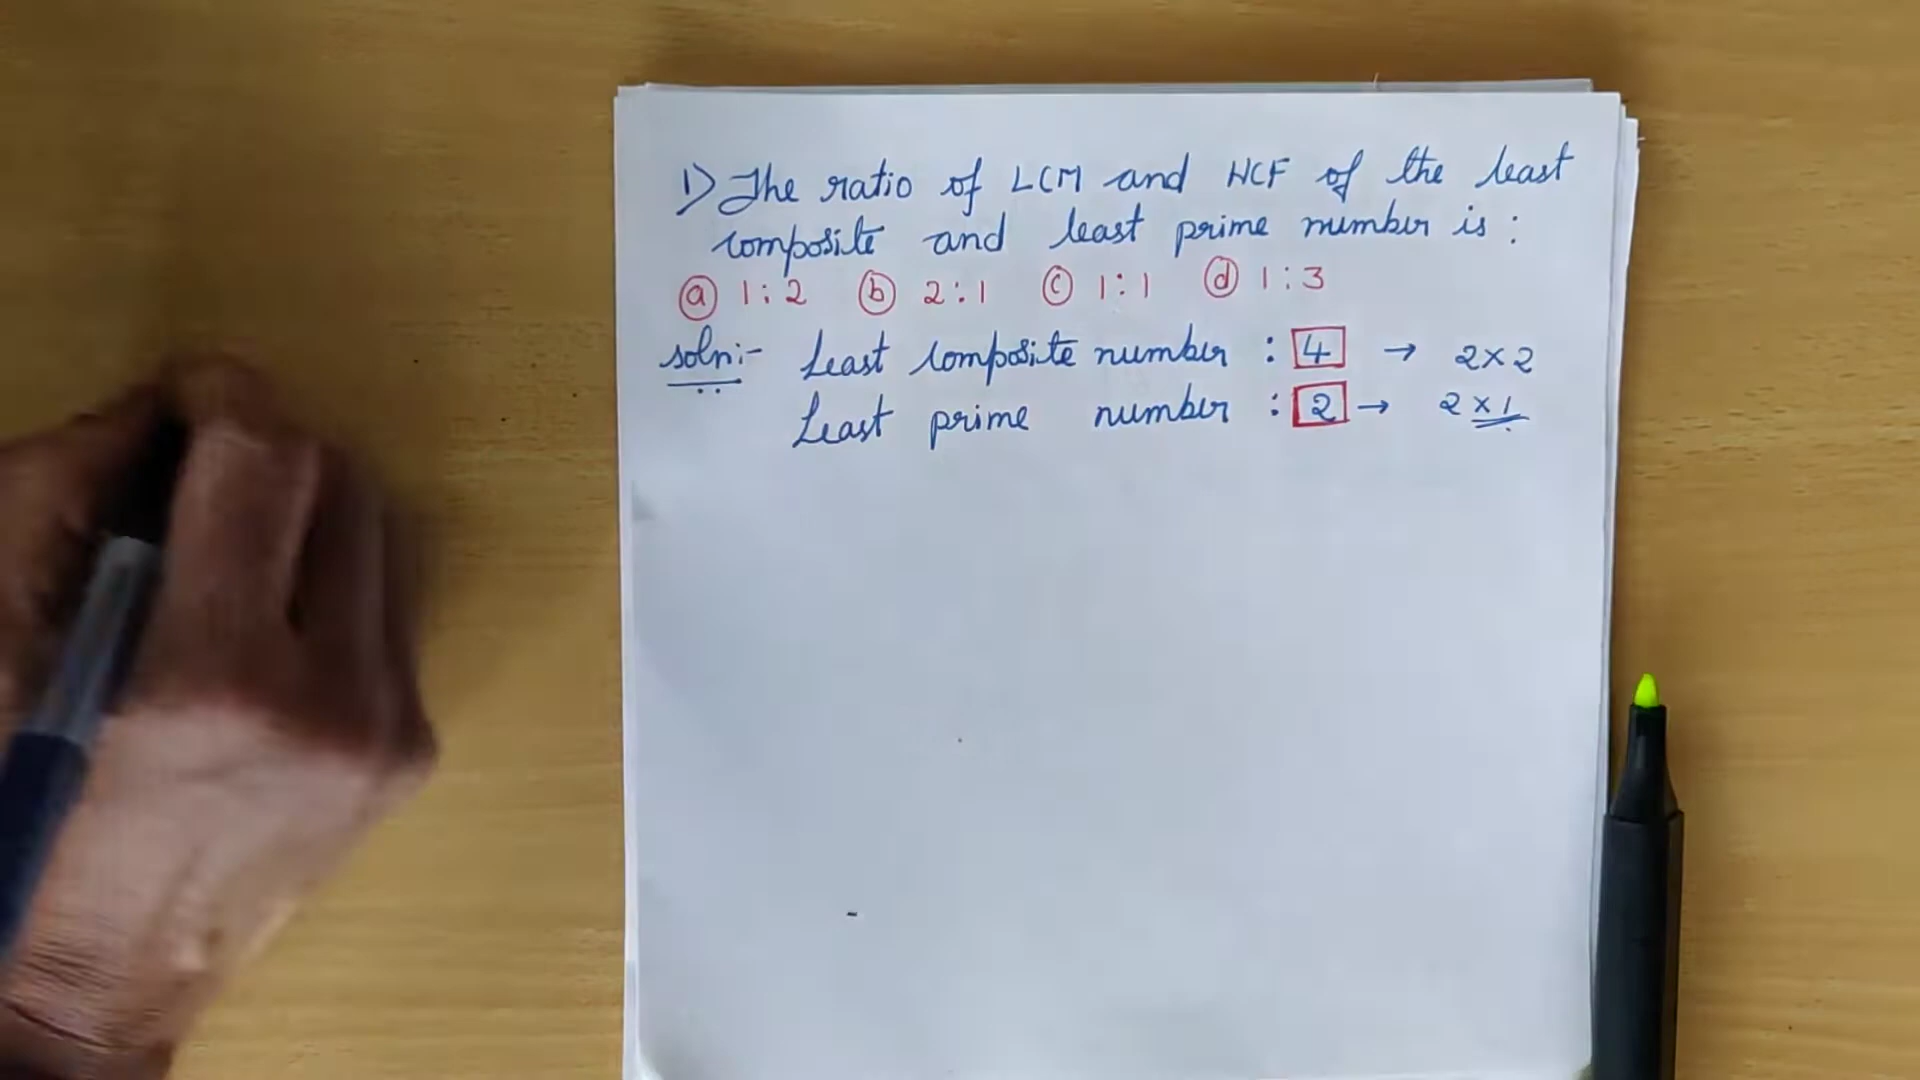 1) The ratio of LCM and HCF of the least
composite and least prime number is :
(a) 1 : 2 (b) 2 : 1 (c) 1 : 1 (d) 1 : 3
soln:- Least composite number : 4 → 2 × 2
Least prime number : 2 → 2 × 1